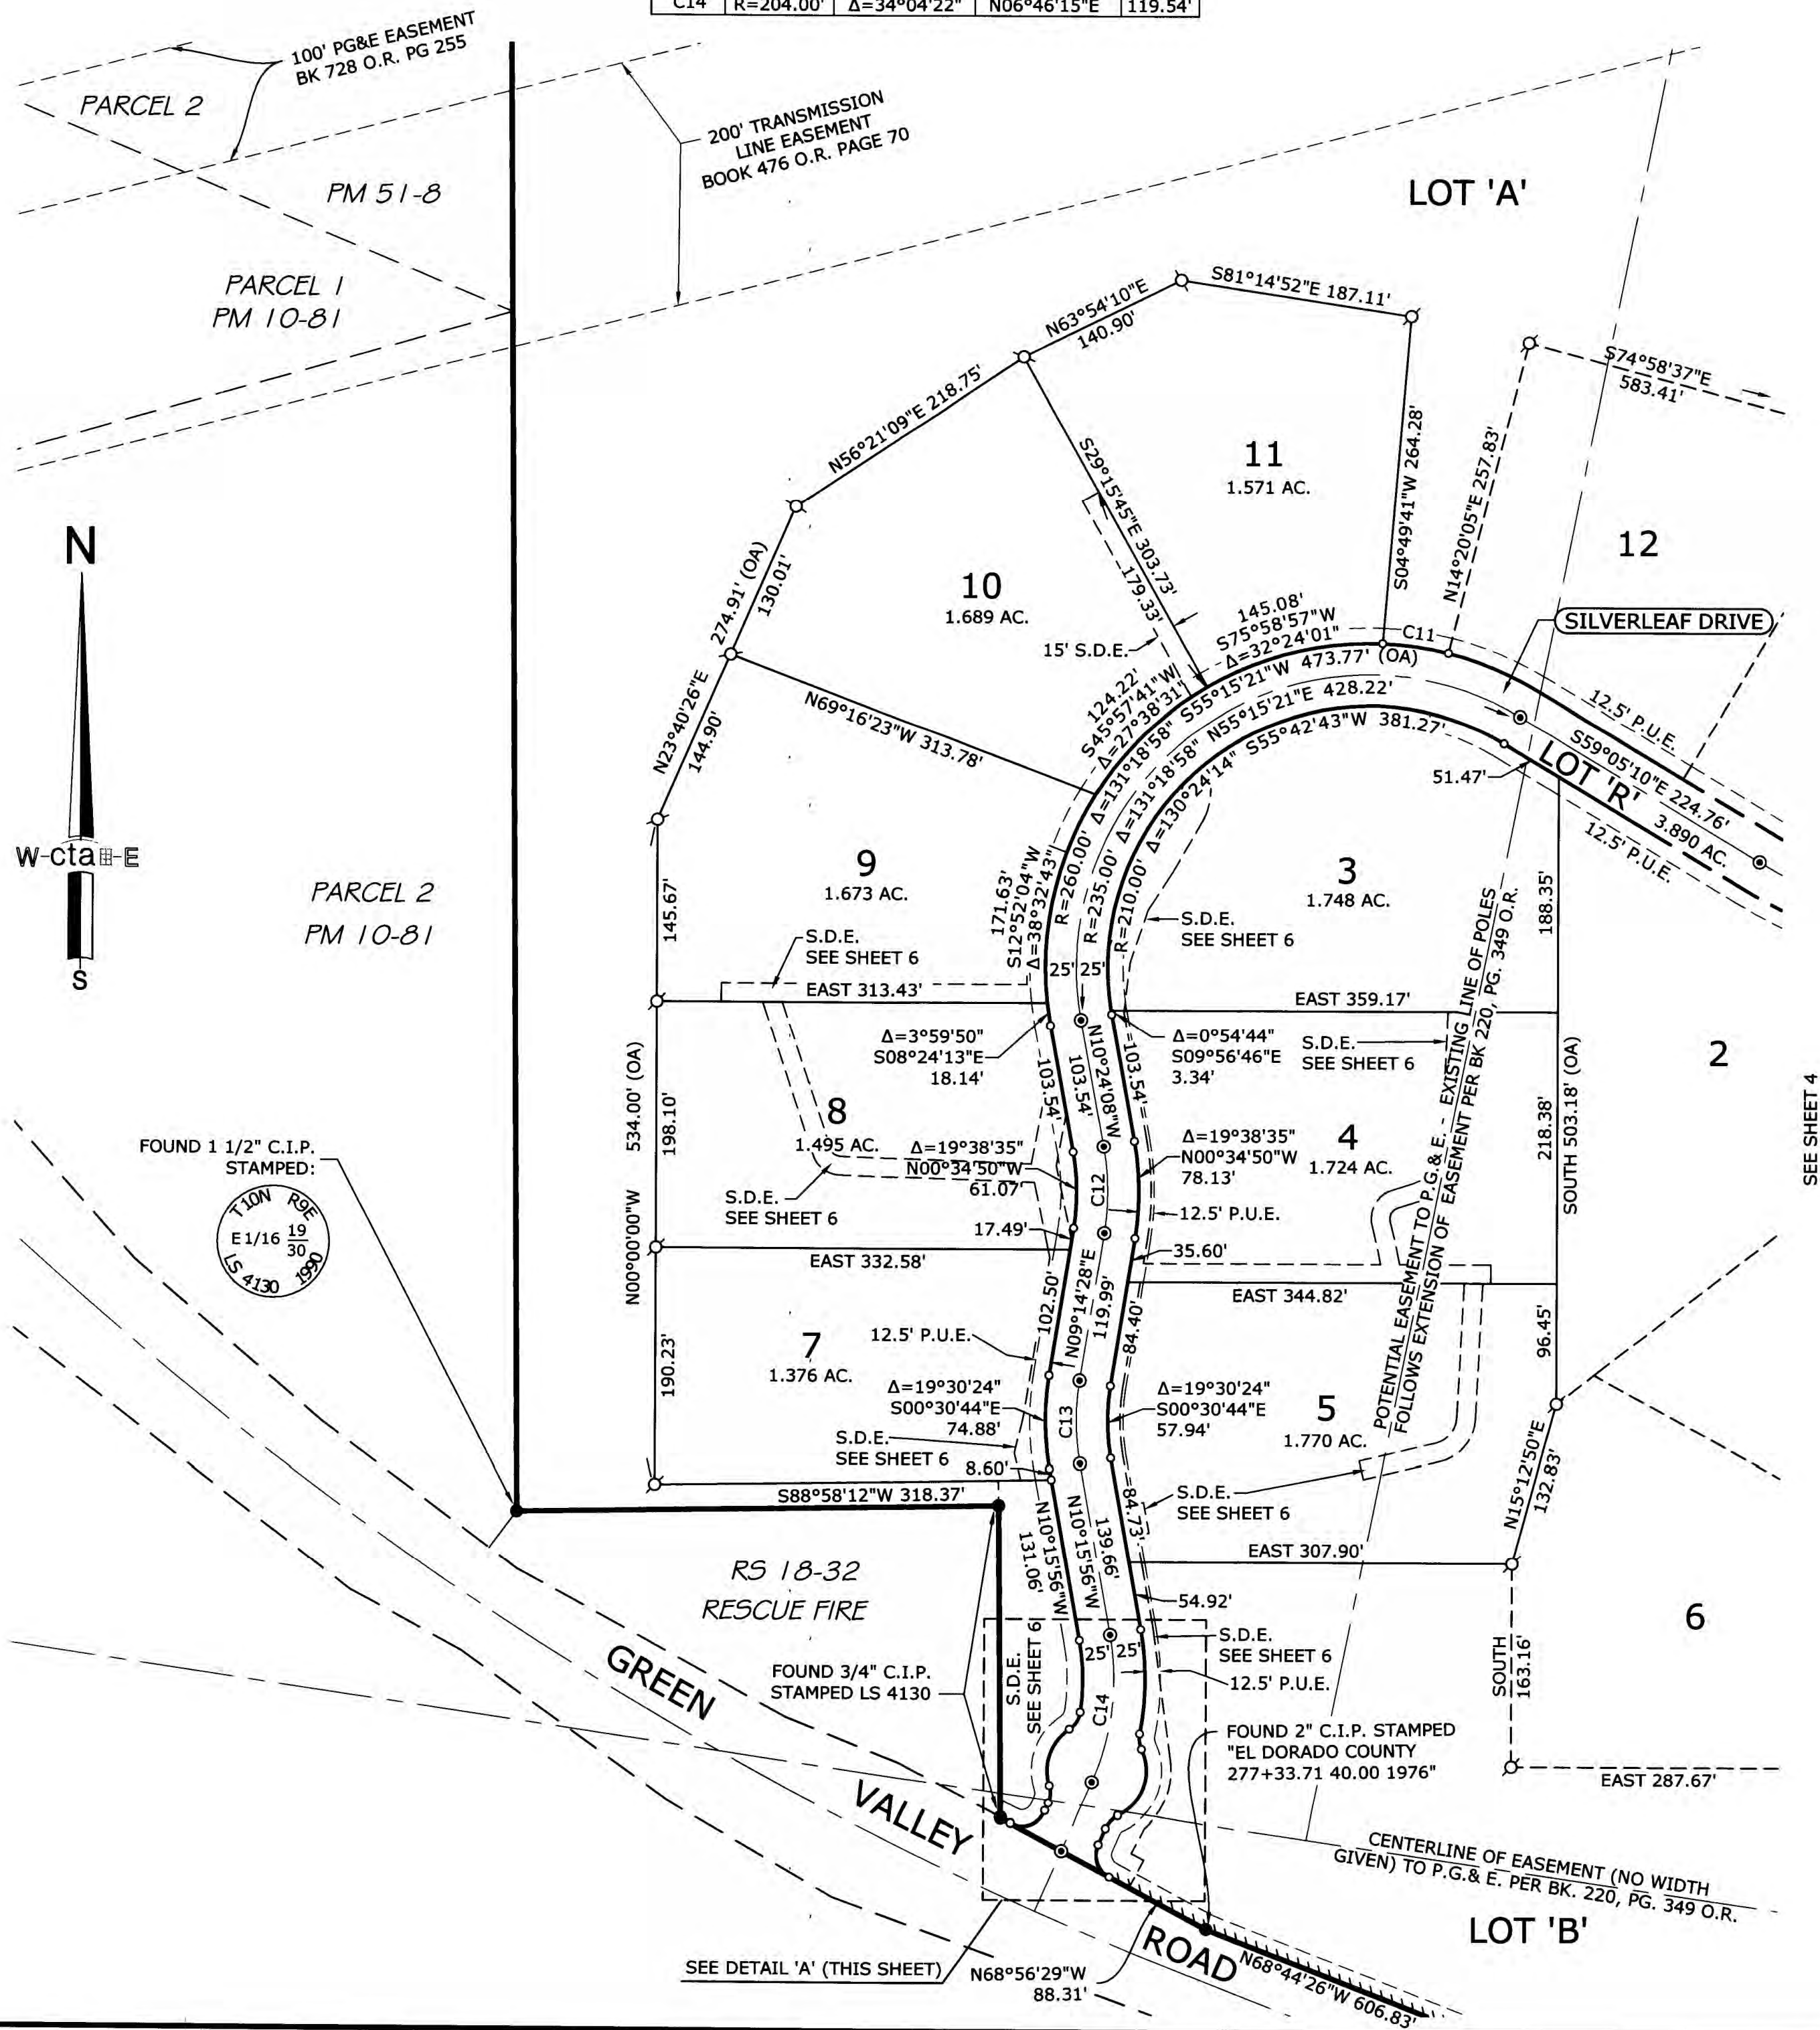 C14 R=204.00' Δ=34°04'22" N06°46'15"E 119.54'
100' PG&E EASEMENT
BK 728 O.R. PG 255
PARCEL 2
200' TRANSMISSION
LINE EASEMENT
BOOK 476 O.R. PAGE 70
PM 51-8
LOT 'A'
PARCEL 1
PM 10-81
S81°14'52"E 187.11'
N63°54'10"E
140.90'
S74°58'37"E
583.41'
N56°21'09"E 218.75'
S29°15'45"E 303.73'
179.33'
11
1.571 AC.
S04°49'41"W 264.28'
N14°20'05"E 257.83'
N
W-cta-E
S
12
274.91' (OA)
130.01'
10
1.689 AC.
15' S.D.E.
145.08'
S75°58'57"W
Δ=32°24'01"
C11
SILVERLEAF DRIVE
N23°40'26"E
144.90'
N69°16'23"W 313.78'
124.22'
S45°57'41"W
Δ=27°38'31"
R=260.00' Δ=131°18'58" S55°15'21"W 473.77' (OA)
R=235.00' Δ=131°18'58" N55°15'21"E 428.22'
R=210.00' Δ=130°24'14" S55°42'43"W 381.27'
12.5' P.U.E.
S59°05'10"E 224.76'
LOT 'R'
3.890 AC.
51.47'
12.5' P.U.E.
PARCEL 2
PM 10-81
9
1.673 AC.
145.67'
S.D.E.
SEE SHEET 6
171.63'
S12°52'04"W
Δ=38°32'43"
3
1.748 AC.
S.D.E.
SEE SHEET 6
188.35'
25' 25'
EAST 313.43'
EAST 359.17'
Δ=3°59'50"
S08°24'13"E
18.14'
Δ=0°54'44"
S09°56'46"E
3.34'
S.D.E.
SEE SHEET 6
POTENTIAL EASEMENT TO P.G.& E. - EXISTING LINE OF POLES
FOLLOWS EXTENSION OF EASEMENT PER BK 220, PG. 349 O.R.
2
SEE SHEET 4
N00°00'00"W 534.00' (OA)
198.10'
8
1.495 AC.
103.54'
N10°24'08"W
103.54'
103.54'
Δ=19°38'35"
N00°34'50"W
61.07'
C12
Δ=19°38'35"
N00°34'50"W
78.13'
4
1.724 AC.
218.38'
SOUTH 503.18' (OA)
FOUND 1 1/2" C.I.P.
STAMPED:
T10N R9E
E1/16 19
30
LS 4130 1990
S.D.E.
SEE SHEET 6
17.49'
12.5' P.U.E.
35.60'
EAST 332.58'
EAST 344.82'
7
1.376 AC.
190.23'
12.5' P.U.E.
102.50'
N09°14'28"E
119.99'
84.40'
96.45'
Δ=19°30'24"
S00°30'44"E
74.88'
C13
Δ=19°30'24"
S00°30'44"E
57.94'
5
1.770 AC.
S.D.E.
SEE SHEET 6
8.60'
S88°58'12"W 318.37'
S.D.E.
SEE SHEET 6
N15°12'50"E
132.83'
N10°15'56"W
131.06'
N10°15'56"W
139.66'
84.73'
EAST 307.90'
RS 18-32
RESCUE FIRE
54.92'
6
S.D.E.
SEE SHEET 6
25' 25'
S.D.E.
SEE SHEET 6
12.5' P.U.E.
SOUTH
163.16'
FOUND 3/4" C.I.P.
STAMPED LS 4130
C14
FOUND 2" C.I.P. STAMPED
"EL DORADO COUNTY
277+33.71 40.00 1976"
EAST 287.67'
GREEN
VALLEY
ROAD
CENTERLINE OF EASEMENT (NO WIDTH
GIVEN) TO P.G.& E. PER BK. 220, PG. 349 O.R.
LOT 'B'
SEE DETAIL 'A' (THIS SHEET)
N68°56'29"W
88.31'
N68°44'26"W 606.83'